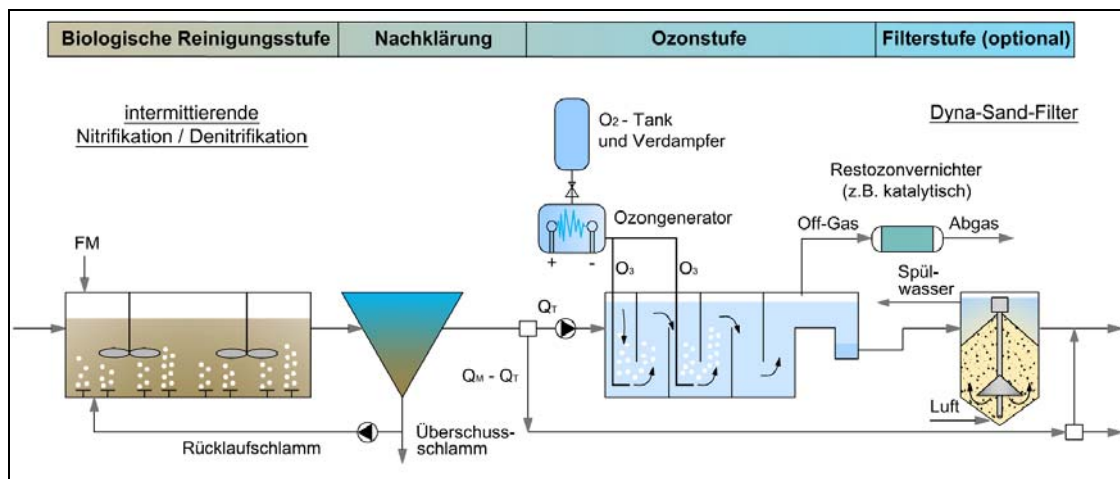 Biologische Reinigungsstufe
Nachklärung
Ozonstufe
Filterstufe (optional)
intermittierende
Nitrifikation / Denitrifikation
O2 - Tank
und Verdampfer
Dyna-Sand-Filter
Restozonvernichter
(z.B. katalytisch)
Ozongenerator
Off-Gas
Abgas
FM
+
-
O3
O3
Spül-
wasser
QT
QM - QT
Luft
Rücklaufschlamm
Überschuss-
schlamm